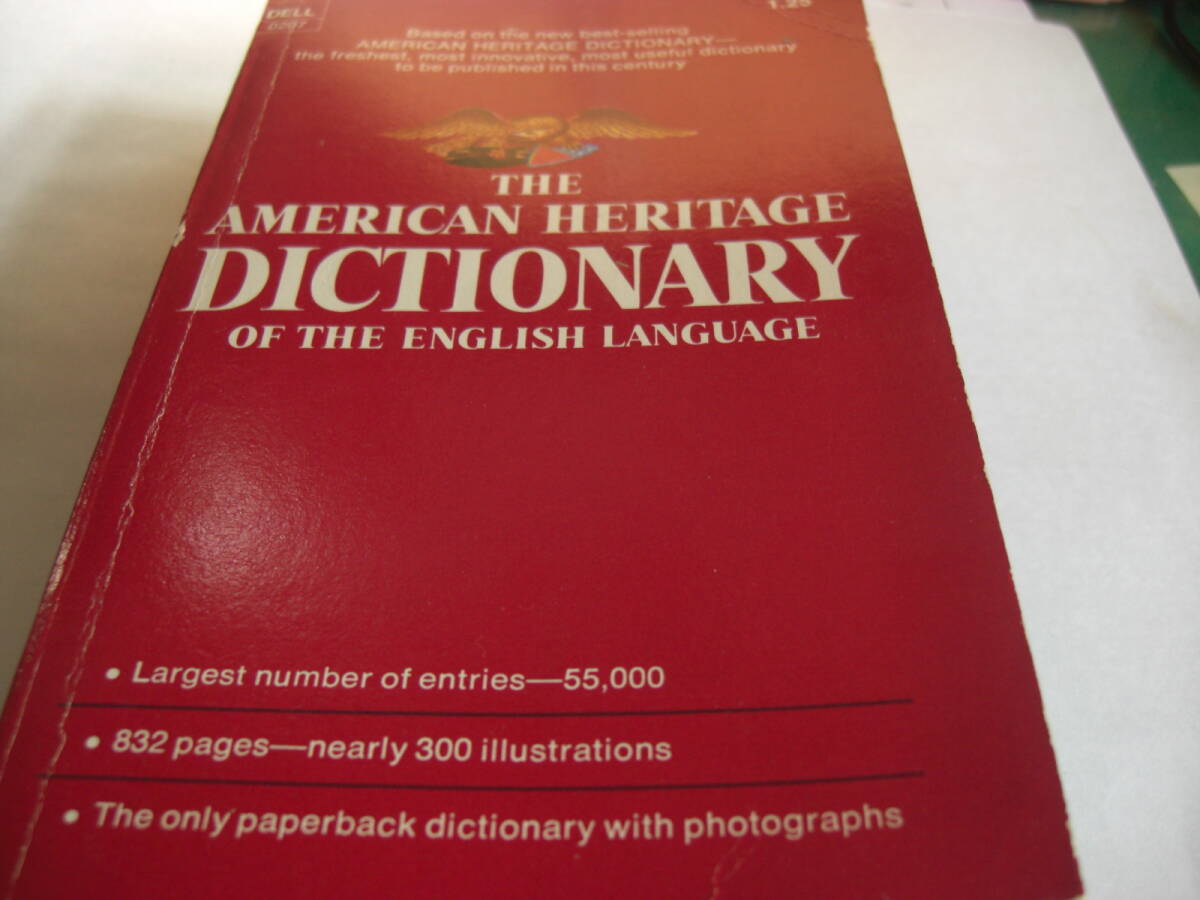 DELL
0207
1.25
Based on the new best-selling
AMERICAN HERITAGE DICTIONARY—
the freshest, most innovative, most useful dictionary
to be published in this century
THE
AMERICAN HERITAGE
DICTIONARY
OF THE ENGLISH LANGUAGE
• Largest number of entries—55,000
• 832 pages—nearly 300 illustrations
• The only paperback dictionary with photographs